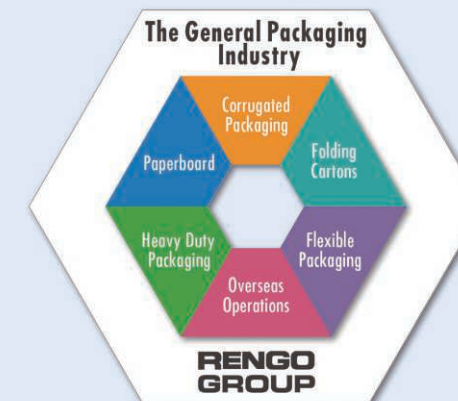 The General Packaging
Industry
Corrugated
Packaging
Paperboard
Folding
Cartons
Heavy Duty
Packaging
Flexible
Packaging
Overseas
Operations
RENGO
GROUP